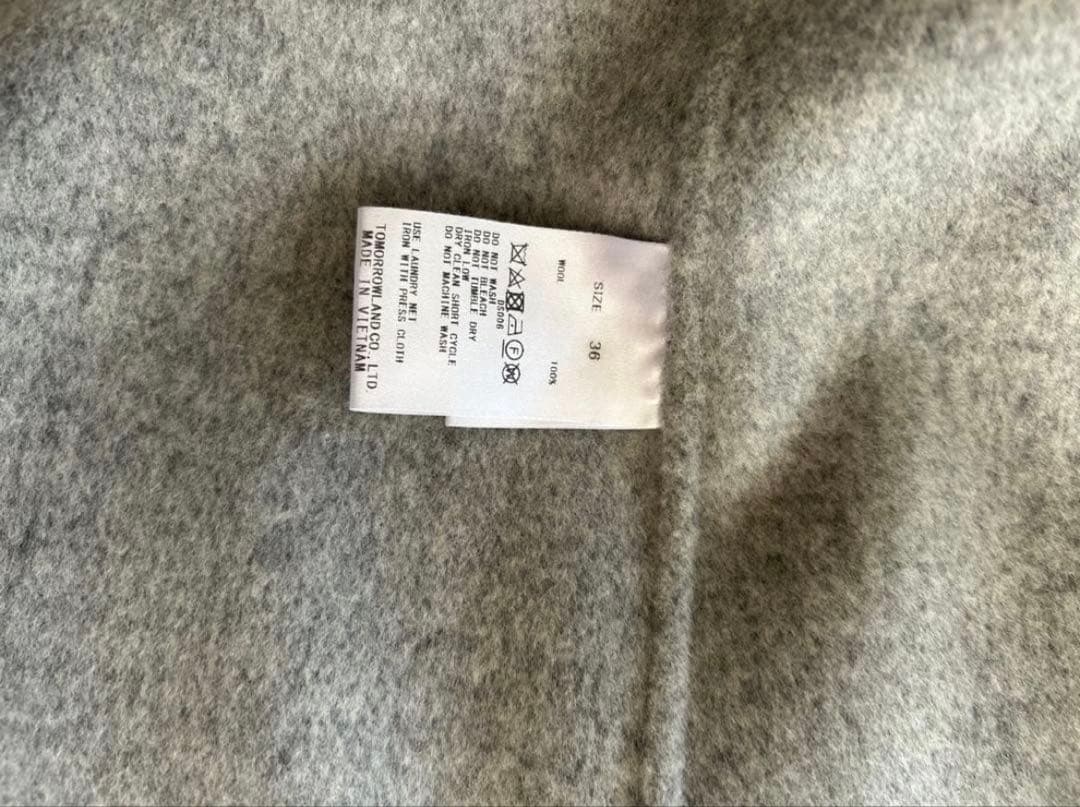 SIZE 36
WOOL 100%
DS006
DO NOT WASH
DO NOT BLEACH
DO NOT TUMBLE DRY
IRON LOW
DRY CLEAN SHORT CYCLE
DO NOT MACHINE WASH
USE LAUNDRY NET
IRON WITH PRESS CLOTH
TOMORROWLAND CO., LTD.
MADE IN VIETNAM